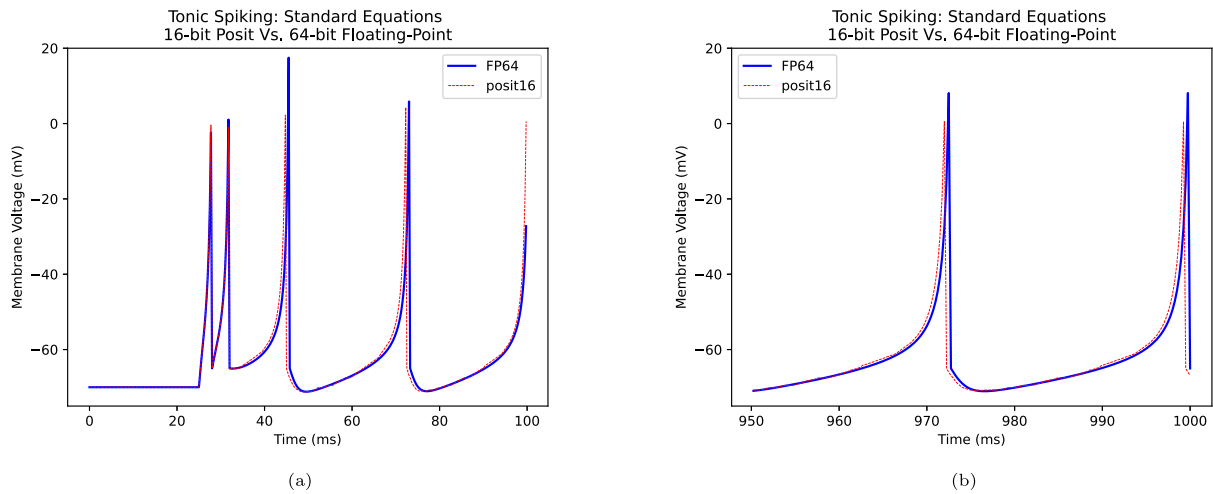 Tonic Spiking: Standard Equations
16-bit Posit Vs. 64-bit Floating-Point
20
0
−20
−40
−60
Membrane Voltage (mV)
FP64
posit16
0
20
40
60
80
100
Time (ms)
(a)
Tonic Spiking: Standard Equations
16-bit Posit Vs. 64-bit Floating-Point
20
0
−20
−40
−60
Membrane Voltage (mV)
FP64
posit16
950
960
970
980
990
1000
Time (ms)
(b)